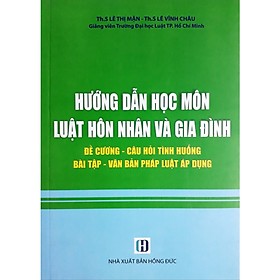 Th.S LÊ THỊ MẬN - Th.S LÊ VĨNH CHÂU
Giảng viên Trường Đại học Luật TP. Hồ Chí Minh
HƯỚNG DẪN HỌC MÔN
LUẬT HÔN NHÂN VÀ GIA ĐÌNH
ĐỀ CƯƠNG - CÂU HỎI TÌNH HUỐNG
BÀI TẬP - VĂN BẢN PHÁP LUẬT ÁP DỤNG
NHÀ XUẤT BẢN HỒNG ĐỨC